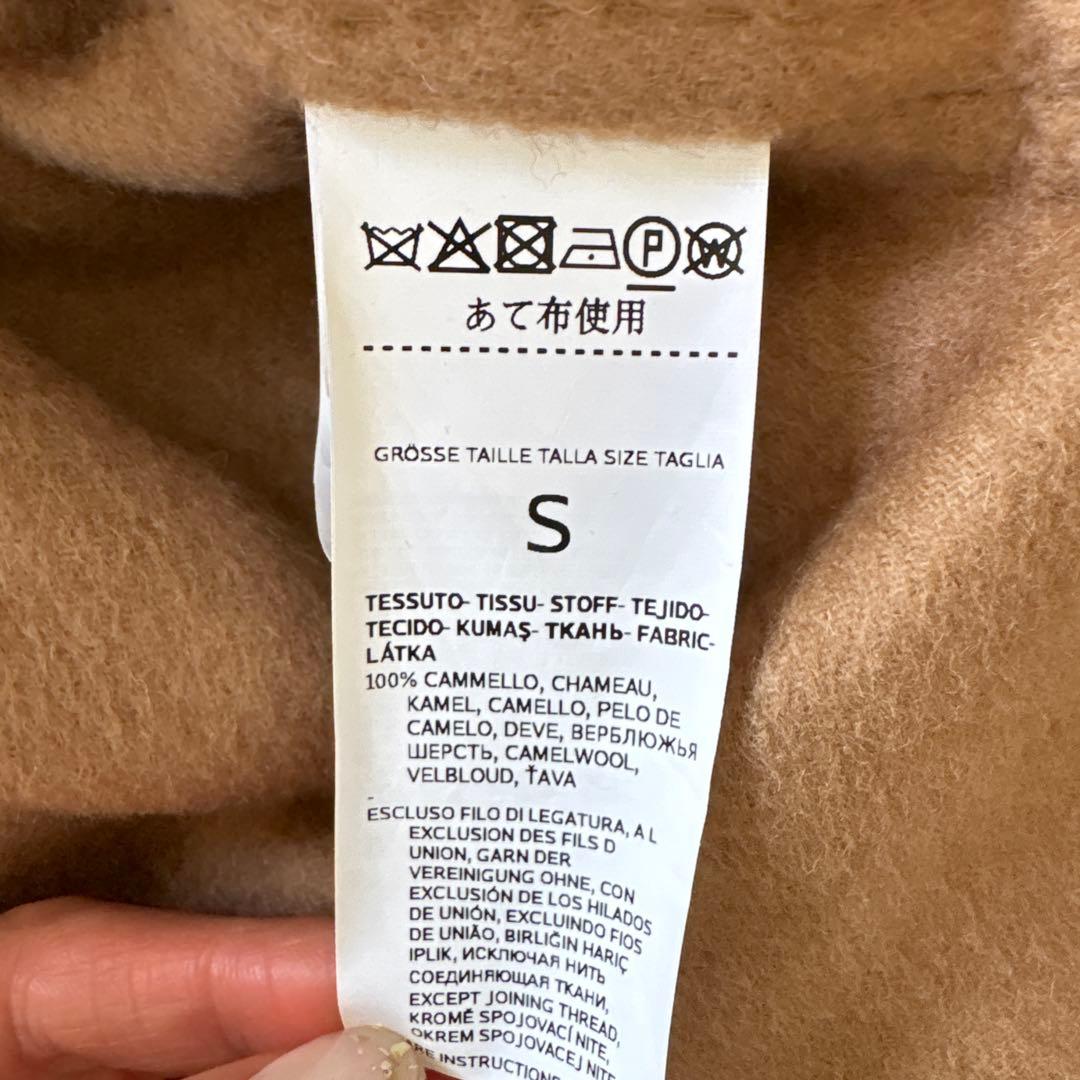 P W
あて布使用
GRÖSSE TAILLE TALLA SIZE TAGLIA
S
TESSUTO- TISSU- STOFF- TEJIDO-
TECIDO- KUMAŞ- ТКАНЬ- FABRIC-
LÁTKA
100% CAMMELLO, CHAMEAU,
KAMEL, CAMELLO, PELO DE
CAMELO, DEVE, ВЕРБЛЮЖЬЯ
ШЕРСТЬ, CAMELWOOL,
VELBLOUD, ŤAVA
-
ESCLUSO FILO DI LEGATURA, A L
EXCLUSION DES FILS D
UNION, GARN DER
VEREINIGUNG OHNE, CON
EXCLUSIÓN DE LOS HILADOS
DE UNIÓN, EXCLUINDO FIOS
DE UNIÃO, BIRLIĞIN HARIÇ
IPLIK, ИСКЛЮЧАЯ НИТЬ
СОЕДИНЯЮЩАЯ ТКАНИ,
EXCEPT JOINING THREAD,
KROMĚ SPOJOVACÍ NITE,
OKREM SPOJOVACEJ NITE
INSTRUCTIONS